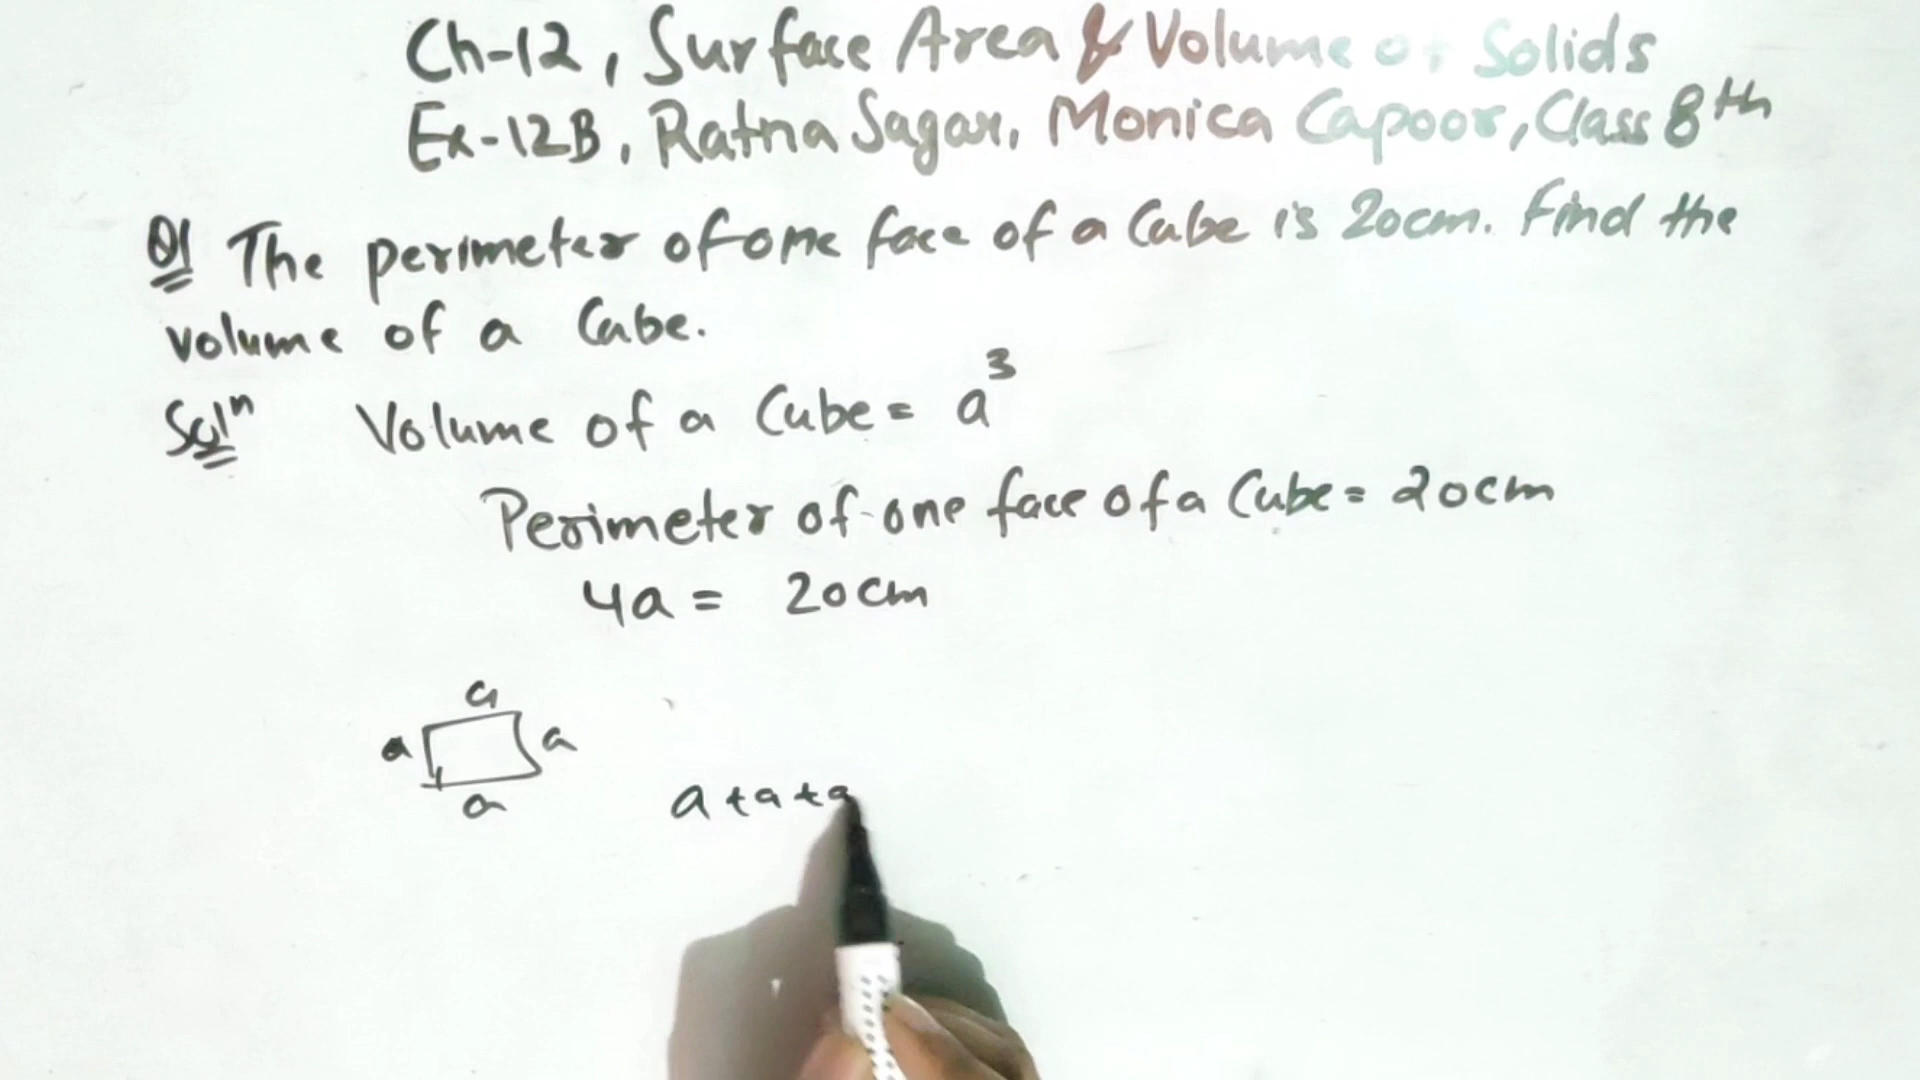 Ch-12, Surface Area & Volume of Solids
Ex-12B, Ratna Sagar, Monica Capoor, Class 8th
Q1 The perimeter of one face of a Cube is 20cm. Find the
volume of a Cube.
Solⁿ Volume of a Cube = a³
Perimeter of one face of a Cube = 20cm
4a = 20cm
a
a a
a
a + a + a